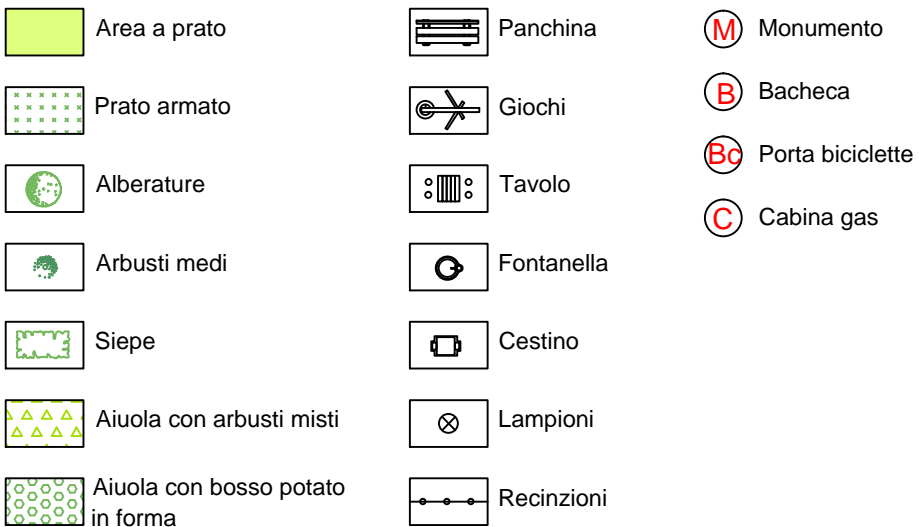 Area a prato
Prato armato
Alberature
Arbusti medi
Siepe
Aiuola con arbusti misti
Aiuola con bosso potato
in forma
Panchina
Giochi
Tavolo
Fontanella
Cestino
Lampioni
Recinzioni
M Monumento
B Bacheca
Bc Porta biciclette
C Cabina gas